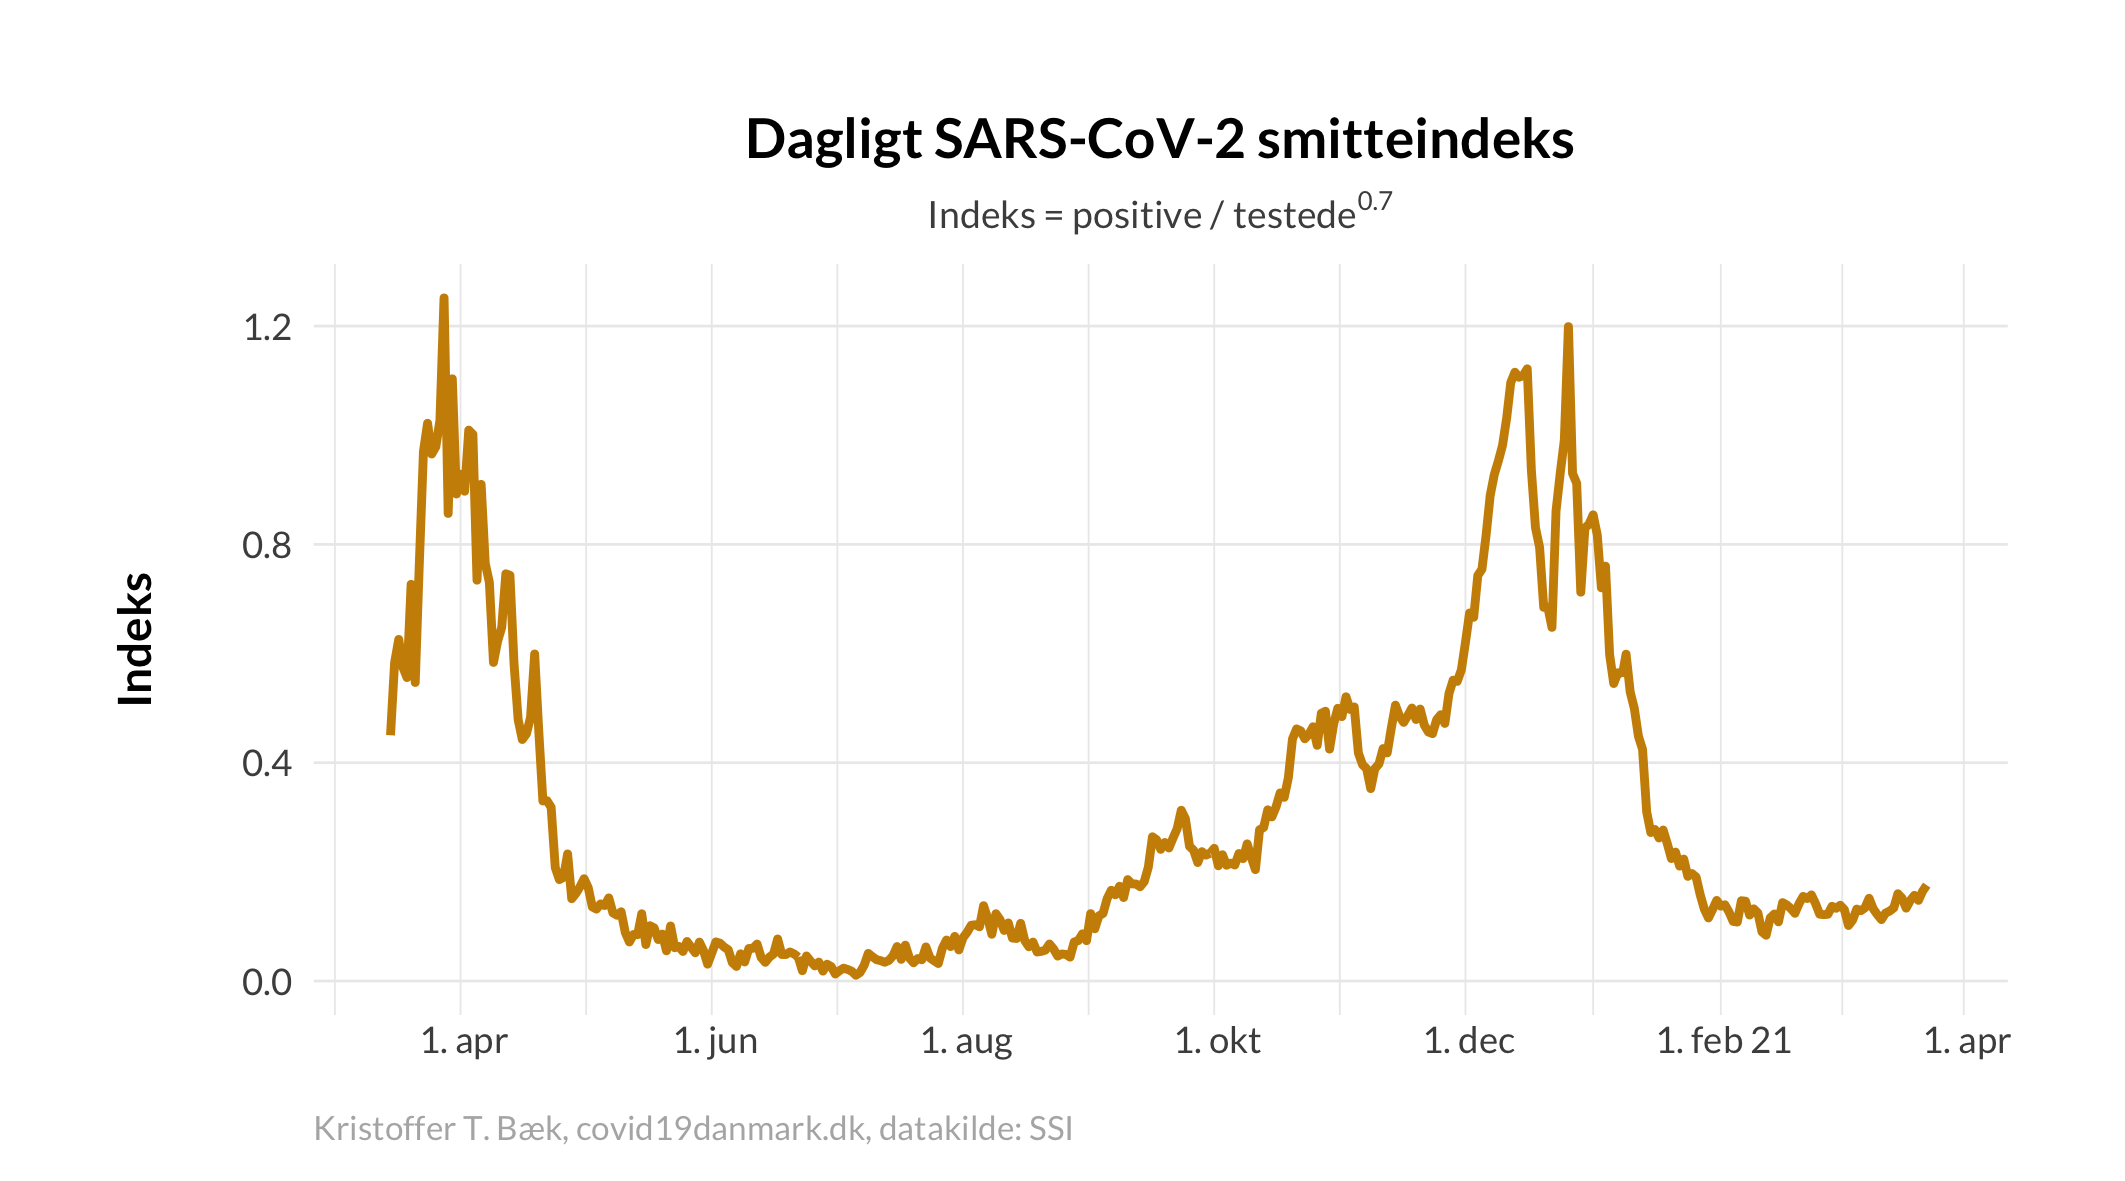 Dagligt SARS-CoV-2 smitteindeks
Indeks = positive / testede^0.7
Indeks
1.2
0.8
0.4
0.0
1. apr
1. jun
1. aug
1. okt
1. dec
1. feb 21
1. apr
Kristoffer T. Bæk, covid19danmark.dk, datakilde: SSI